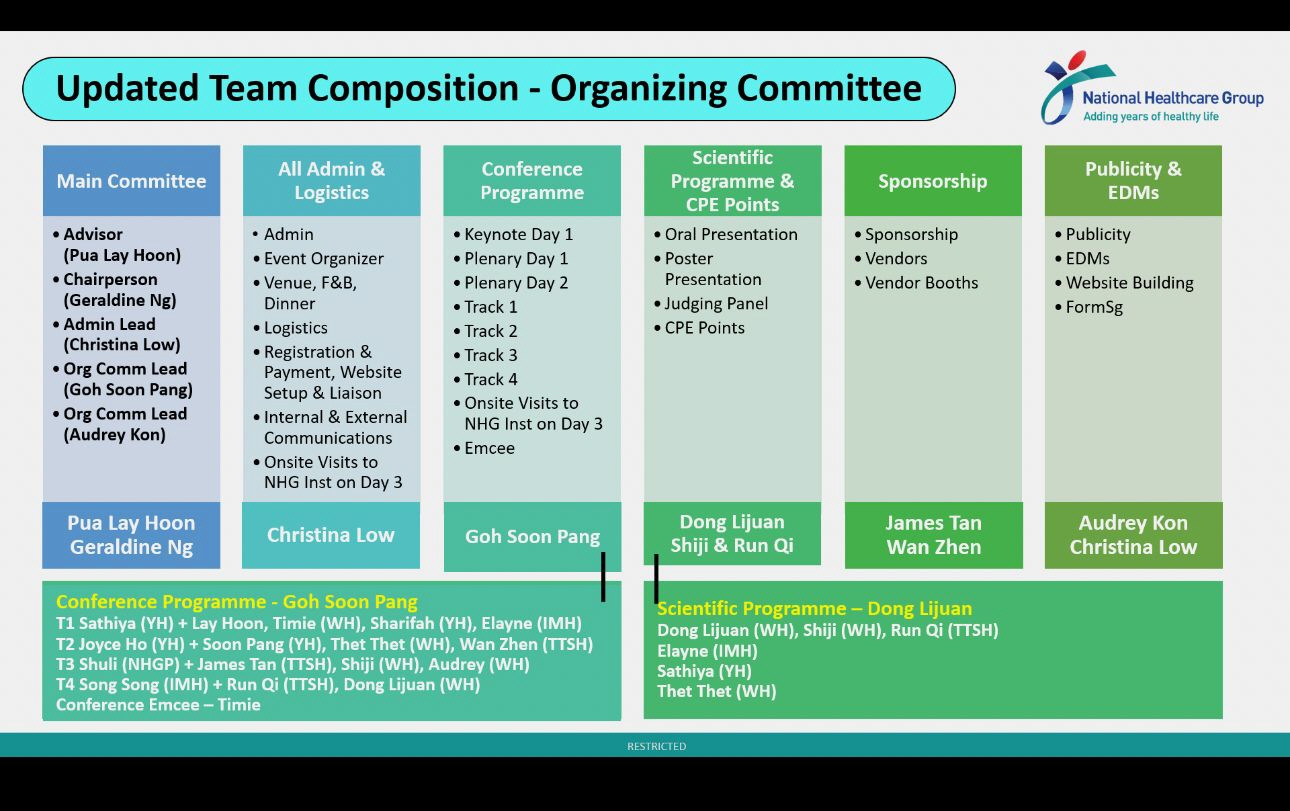 Updated Team Composition - Organizing Committee
National Healthcare Group
Adding years of healthy life
Main Committee
• Advisor
(Pua Lay Hoon)
• Chairperson
(Geraldine Ng)
• Admin Lead
(Christina Low)
• Org Comm Lead
(Goh Soon Pang)
• Org Comm Lead
(Audrey Kon)
Pua Lay Hoon
Geraldine Ng
All Admin &
Logistics
• Admin
• Event Organizer
• Venue, F&B,
Dinner
• Logistics
• Registration &
Payment, Website
Setup & Liaison
• Internal & External
Communications
• Onsite Visits to
NHG Inst on Day 3
Christina Low
Conference
Programme
• Keynote Day 1
• Plenary Day 1
• Plenary Day 2
• Track 1
• Track 2
• Track 3
• Track 4
• Onsite Visits to
NHG Inst on Day 3
• Emcee
Goh Soon Pang
Scientific
Programme &
CPE Points
• Oral Presentation
• Poster
Presentation
• Judging Panel
• CPE Points
Dong Lijuan
Shiji & Run Qi
Sponsorship
• Sponsorship
• Vendors
• Vendor Booths
James Tan
Wan Zhen
Publicity &
EDMs
• Publicity
• EDMs
• Website Building
• FormSg
Audrey Kon
Christina Low
Conference Programme - Goh Soon Pang
T1 Sathiya (YH) + Lay Hoon, Timie (WH), Sharifah (YH), Elayne (IMH)
T2 Joyce Ho (YH) + Soon Pang (YH), Thet Thet (WH), Wan Zhen (TTSH)
T3 Shuli (NHGP) + James Tan (TTSH), Shiji (WH), Audrey (WH)
T4 Song Song (IMH) + Run Qi (TTSH), Dong Lijuan (WH)
Conference Emcee – Timie
Scientific Programme – Dong Lijuan
Dong Lijuan (WH), Shiji (WH), Run Qi (TTSH)
Elayne (IMH)
Sathiya (YH)
Thet Thet (WH)
RESTRICTED